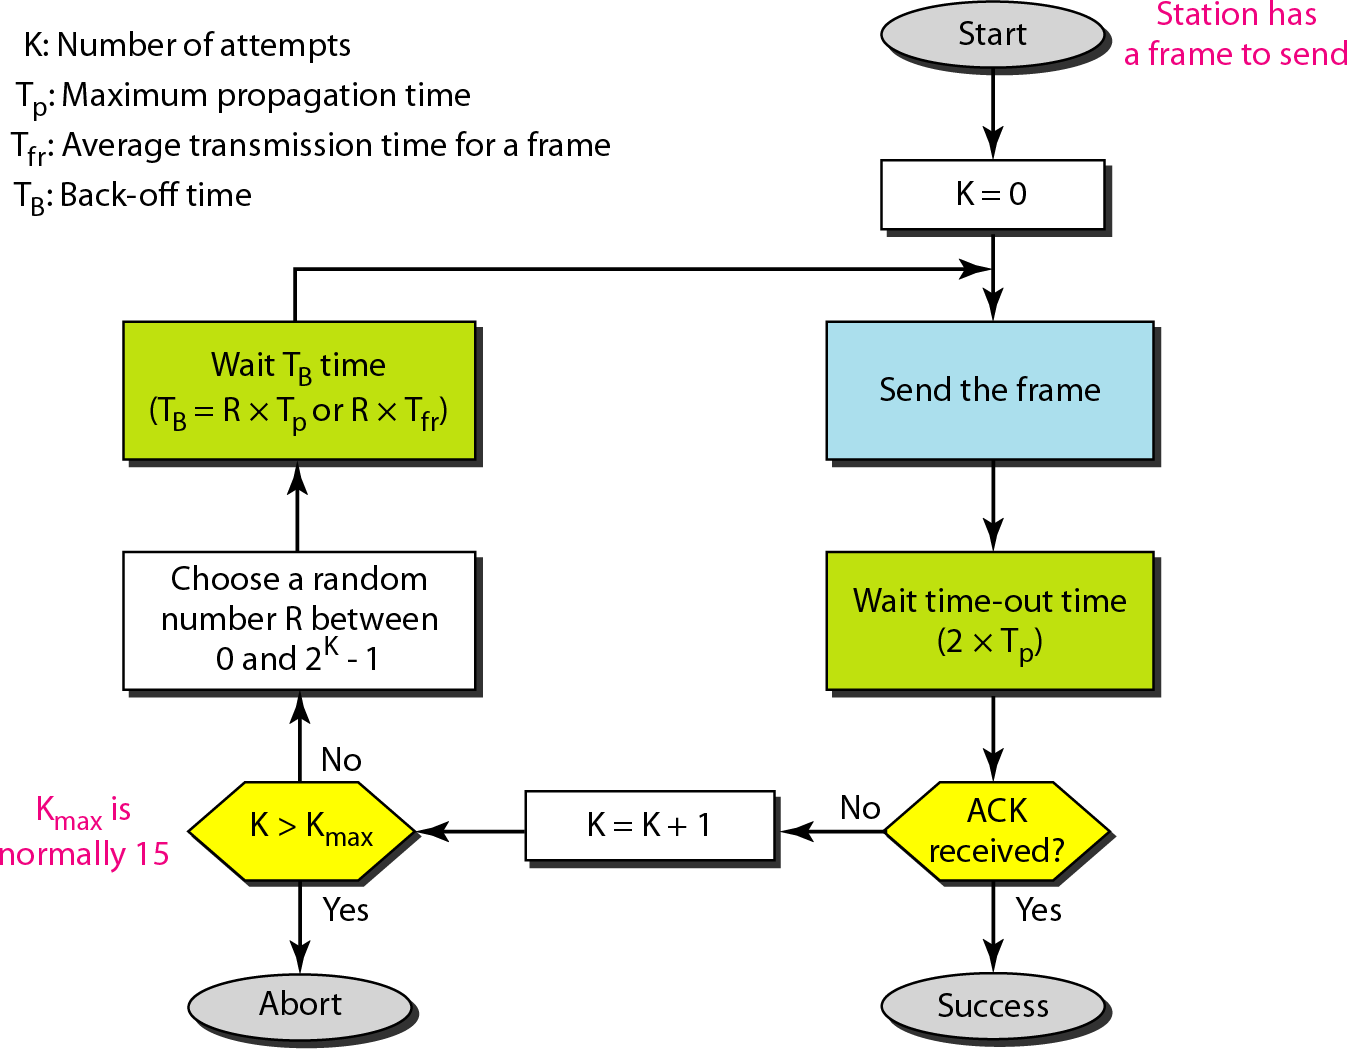 K: Number of attempts
Tp: Maximum propagation time
Tfr: Average transmission time for a frame
TB: Back-off time
Start
Station has
a frame to send
K = 0
Wait TB time
(TB = R × Tp or R × Tfr)
Send the frame
Choose a random
number R between
0 and 2^K - 1
Wait time-out time
(2 × Tp)
No
Kmax is
normally 15
K > Kmax
K = K + 1
No
ACK
received?
Yes
Yes
Abort
Success